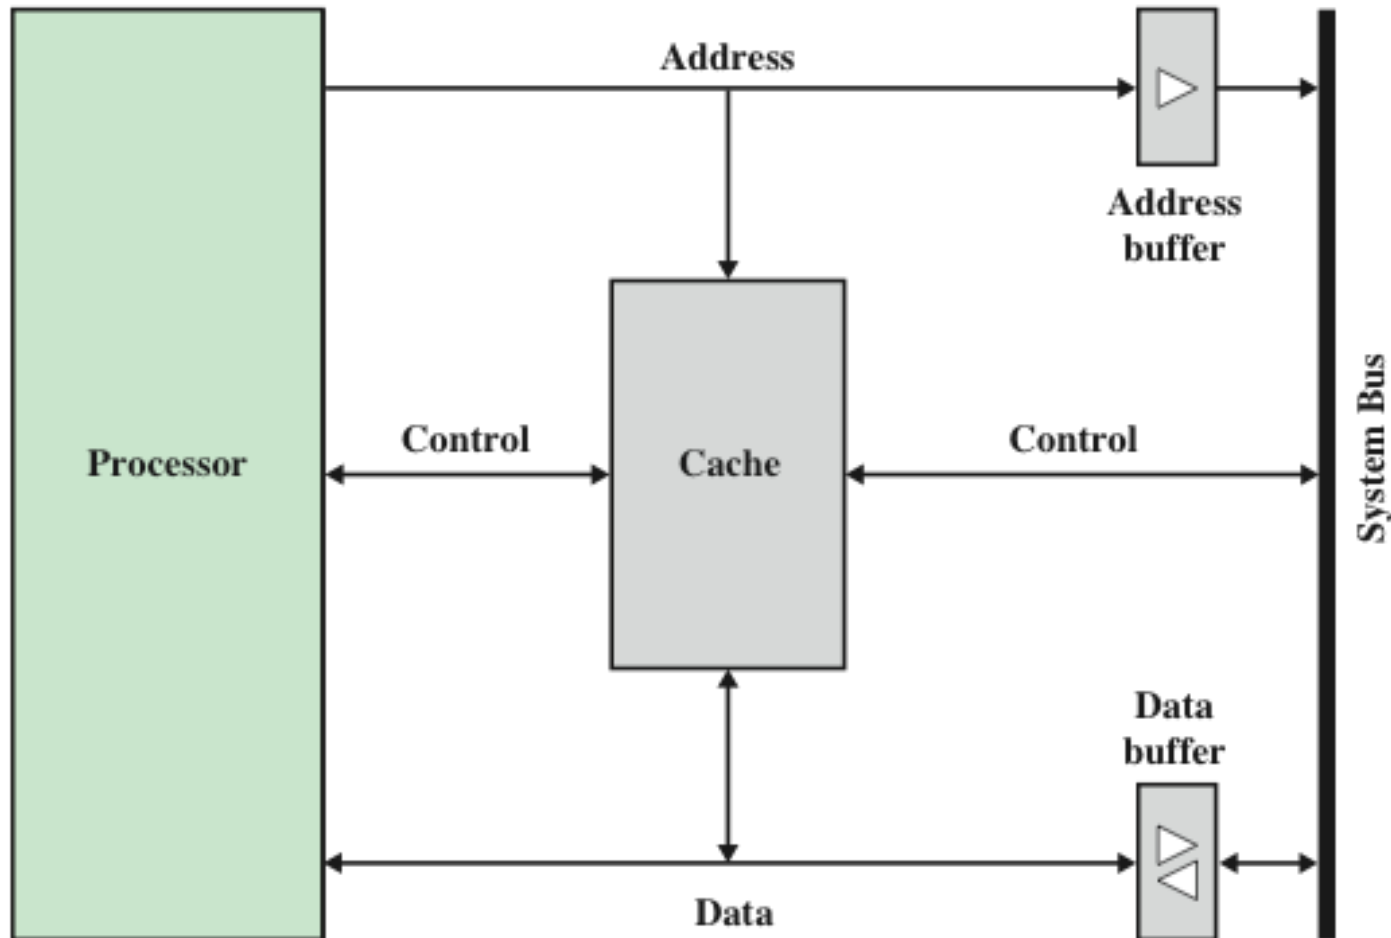 Address
Address
buffer
Processor
Control
Cache
Control
System Bus
Data
buffer
Data